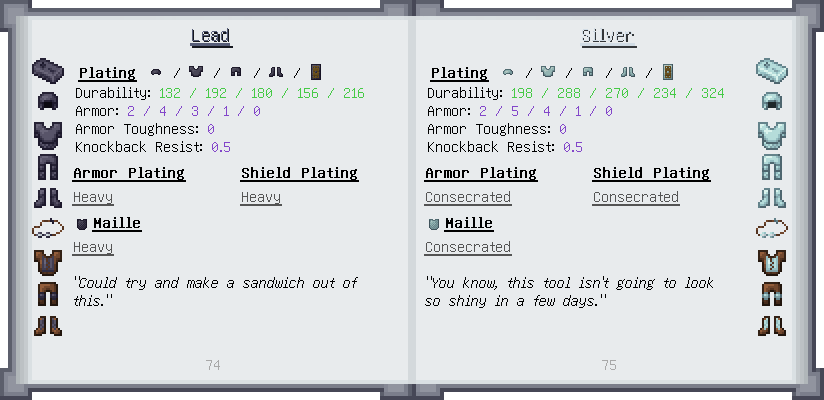 Lead
Plating / / / /
Durability: 132 / 192 / 180 / 156 / 216
Armor: 2 / 4 / 3 / 1 / 0
Armor Toughness: 0
Knockback Resist: 0.5
Armor Plating Shield Plating
Heavy Heavy
Maille
Heavy
"Could try and make a sandwich out of
this."
74
Silver
Plating / / / /
Durability: 198 / 288 / 270 / 234 / 324
Armor: 2 / 5 / 4 / 1 / 0
Armor Toughness: 0
Knockback Resist: 0.5
Armor Plating Shield Plating
Consecrated Consecrated
Maille
Consecrated
"You know, this tool isn't going to look
so shiny in a few days."
75